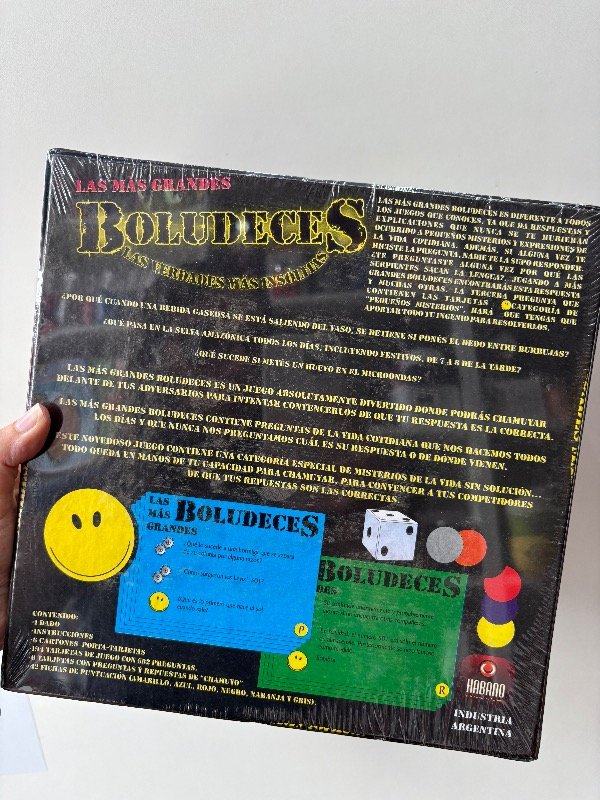 LAS MÁS GRANDES
BOLUDECES
LAS VERDADES MÁS INSÓLITAS
LAS MÁS GRANDES BOLUDECES ES DIFERENTE A TODOS
LOS JUEGOS QUE CONOCES, YA QUE DA RESPUESTAS Y
EXPLICACIONES QUE NUNCA SE TE HUBIERAN
OCURRIDO A PEQUEÑOS MISTERIOS Y EXPRESIONES DE
LA VIDA COTIDIANA. ADEMÁS, SI ALGUNA VEZ TE
HICISTE LA PREGUNTA, NADIE TE LA SUPO RESPONDER.
¿TE PREGUNTASTE ALGUNA VEZ POR QUÉ LAS
SERPIENTES SACAN LA LENGUA?. JUGANDO A MÁS
GRANDES BOLUDECES ENCONTRARÁS ESTA RESPUESTA
Y MUCHAS OTRAS. LA TERCERA PREGUNTA QUE
CONTIENEN LAS TARJETAS CATEGORÍA DE
"PEQUEÑOS MISTERIOS", HARÁ QUE TENGAS QUE
APORTAR TODO TU INGENIO PARA RESOLVERLOS.
¿POR QUÉ CUANDO UNA BEBIDA GASEOSA SE ESTÁ SALIENDO DEL VASO, SE DETIENE SI PONÉS EL DEDO ENTRE BURBUJAS?
¿QUÉ PASA EN LA SELVA AMAZÓNICA TODOS LOS DÍAS, INCLUYENDO FESTIVOS, DE 7 A 8 DE LA TARDE?
¿QUÉ SUCEDE SI METÉS UN HUEVO EN EL MICROONDAS?
LAS MÁS GRANDES BOLUDECES ES UN JUEGO ABSOLUTAMENTE DIVERTIDO DONDE PODRÁS CHAMUYAR
DELANTE DE TUS ADVERSARIOS PARA INTENTAR CONVENCERLOS DE QUE TU RESPUESTA ES LA CORRECTA.
LAS MÁS GRANDES BOLUDECES CONTIENE PREGUNTAS DE LA VIDA COTIDIANA QUE NOS HACEMOS TODOS
LOS DÍAS Y QUE NUNCA NOS PREGUNTAMOS CUÁL ES SU RESPUESTA O DE DÓNDE VIENEN.
ESTE NOVEDOSO JUEGO CONTIENE UNA CATEGORÍA ESPECIAL DE MISTERIOS DE LA VIDA SIN SOLUCIÓN...
TODO QUEDA EN MANOS DE TU CAPACIDAD PARA CHAMUYAR, PARA CONVENCER A TUS COMPETIDORES
DE QUE TUS REPUESTAS SON LAS CORRECTAS
LAS
MÁS BOLUDECES
GRANDES
P
BOLUDECES
DES
R
CONTENIDO:
-1 DADO
-INSTRUCCIONES
-6 CARTONES PORTA-TARJETAS
-194 TARJETAS DE JUEGO CON 582 PREGUNTAS.
-8 TARJETAS CON PREGUNTAS Y REPUESTAS DE "CHAMUYO"
-42 FICHAS DE PUNTUACIÓN (AMARILLO, AZUL, ROJO, NEGRO, NARANJA Y GRIS).
HABANO
INDUSTRIA
ARGENTINA